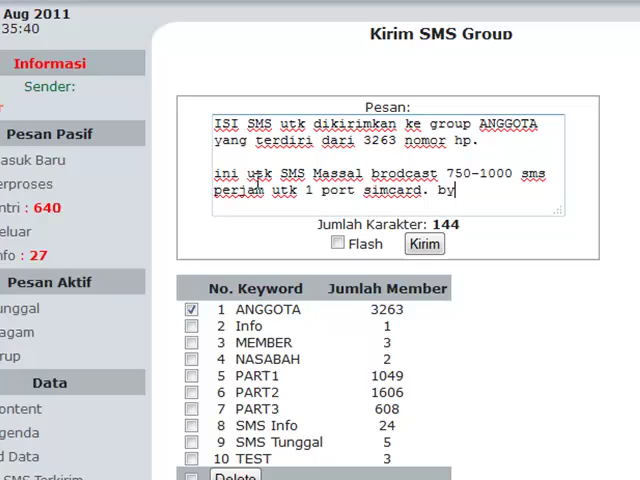 Aug 2011
35:40
Informasi
Sender:
r
Pesan Pasif
asuk Baru
erproses
ntri : 640
eluar
nfo : 27
Pesan Aktif
unggal
agam
rup
Data
ontent
genda
d Data
SMS Terkirim
Kirim SMS Group
Pesan:
ISI SMS utk dikirimkan ke group ANGGOTA
yang terdiri dari 3263 nomor hp.
ini utk SMS Massal brodcast 750-1000 sms
perjam utk 1 port simcard. by
Jumlah Karakter: 144
Flash Kirim
No. Keyword Jumlah Member
1 ANGGOTA 3263
2 Info 1
3 MEMBER 3
4 NASABAH 2
5 PART1 1049
6 PART2 1606
7 PART3 608
8 SMS Info 24
9 SMS Tunggal 5
10 TEST 3
Delete